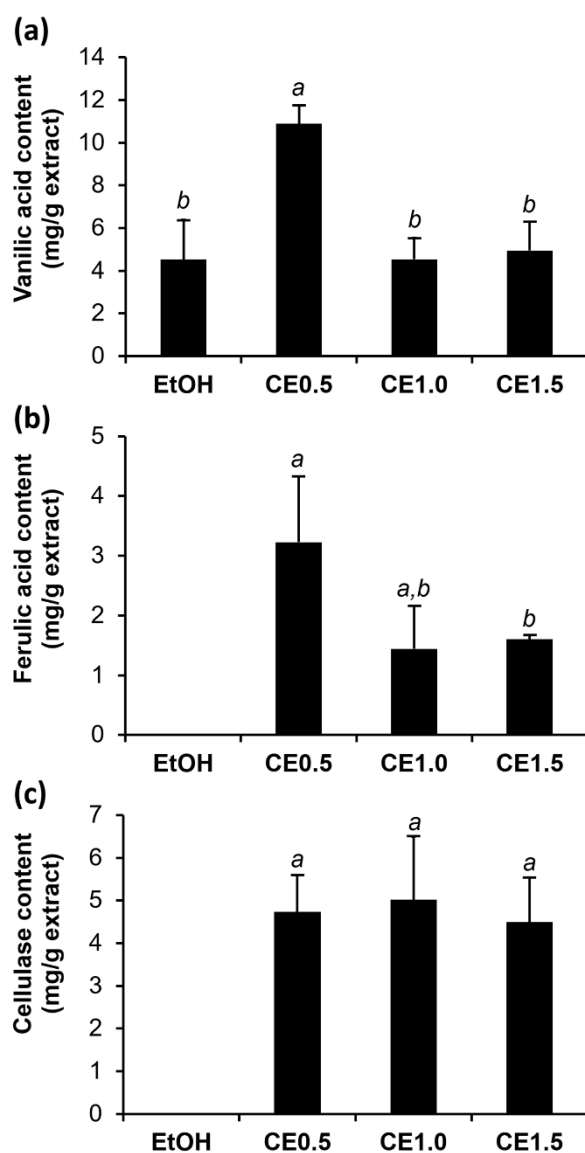 (a)
Vanilic acid content
(mg/g extract)
14
12
10
8
6
4
2
0
b
a
b
b
EtOH CE0.5 CE1.0 CE1.5
(b)
Ferulic acid content
(mg/g extract)
5
4
3
2
1
0
a
a,b
b
EtOH CE0.5 CE1.0 CE1.5
(c)
Cellulase content
(mg/g extract)
7
6
5
4
3
2
1
0
a
a
a
EtOH CE0.5 CE1.0 CE1.5